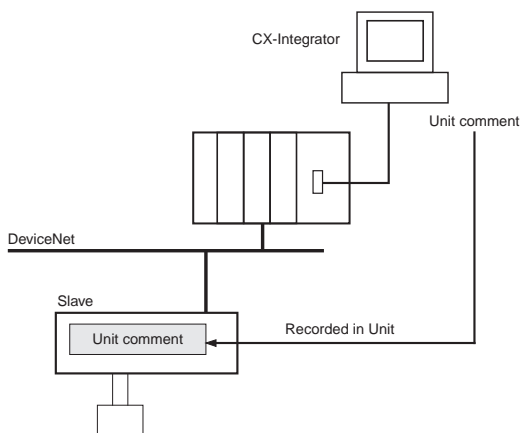 CX-Integrator
Unit comment
DeviceNet
Slave
Unit comment
Recorded in Unit